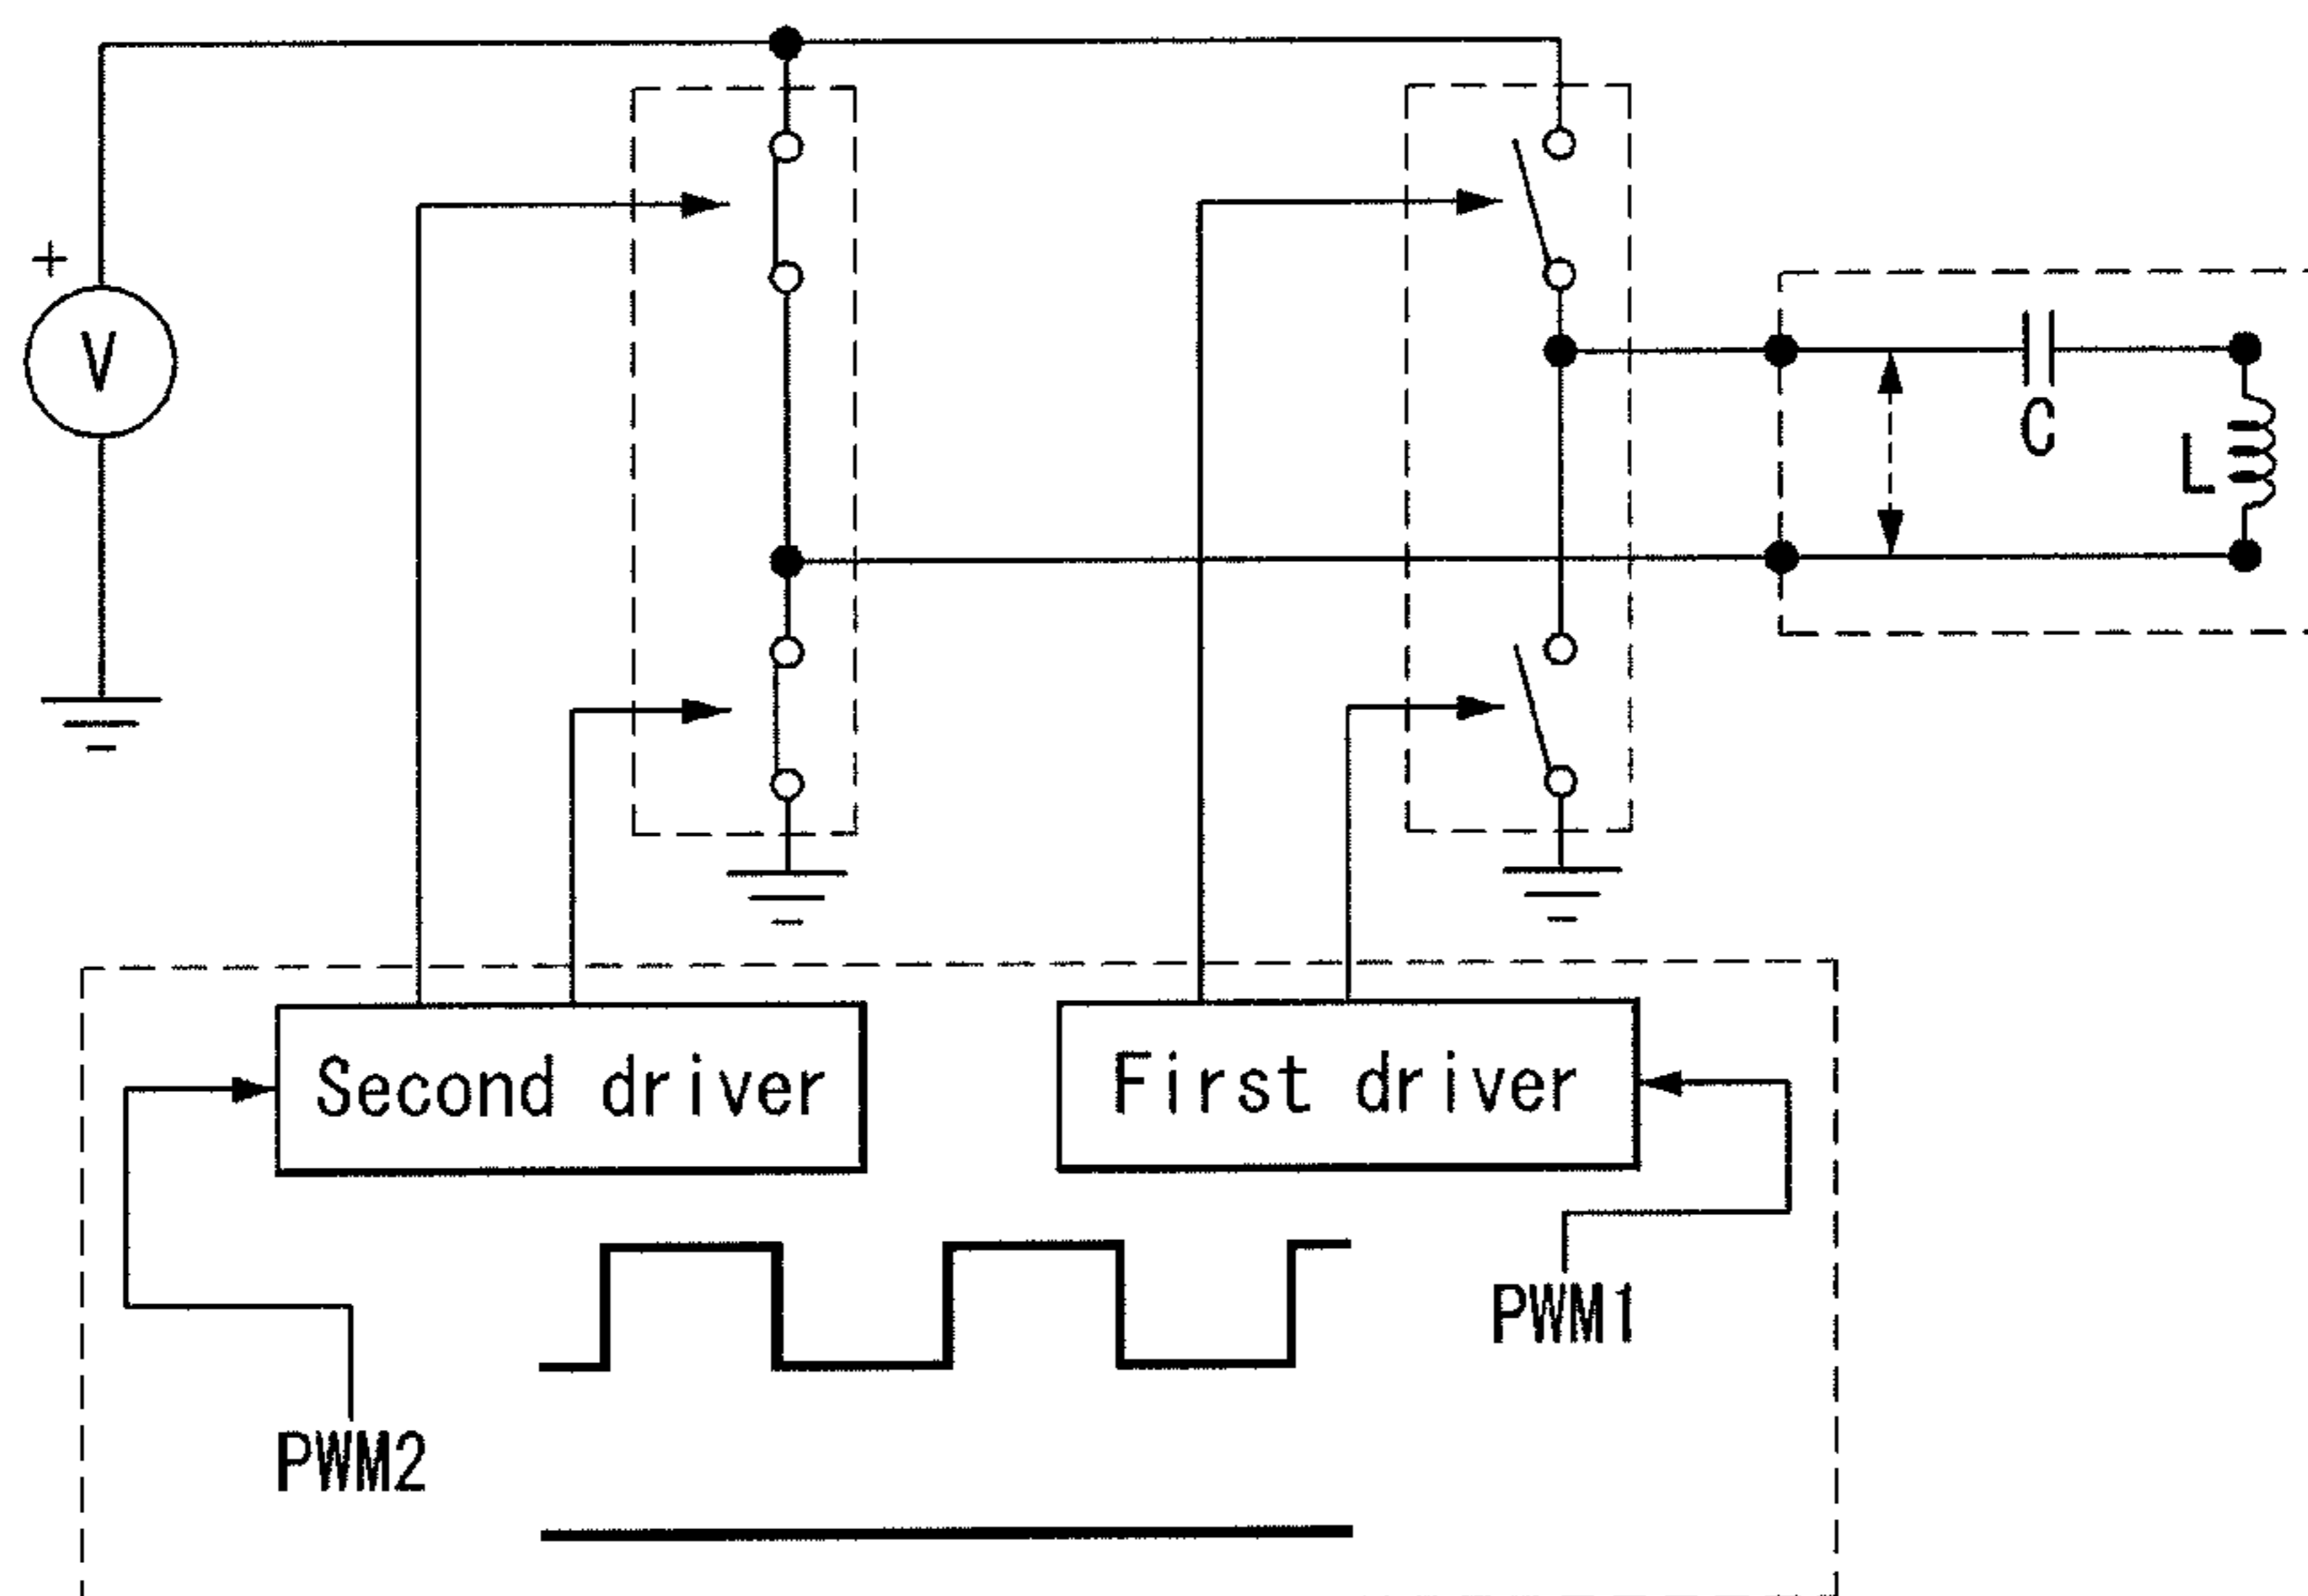 +
V
C
L
Second driver
First driver
PWM1
PWM2